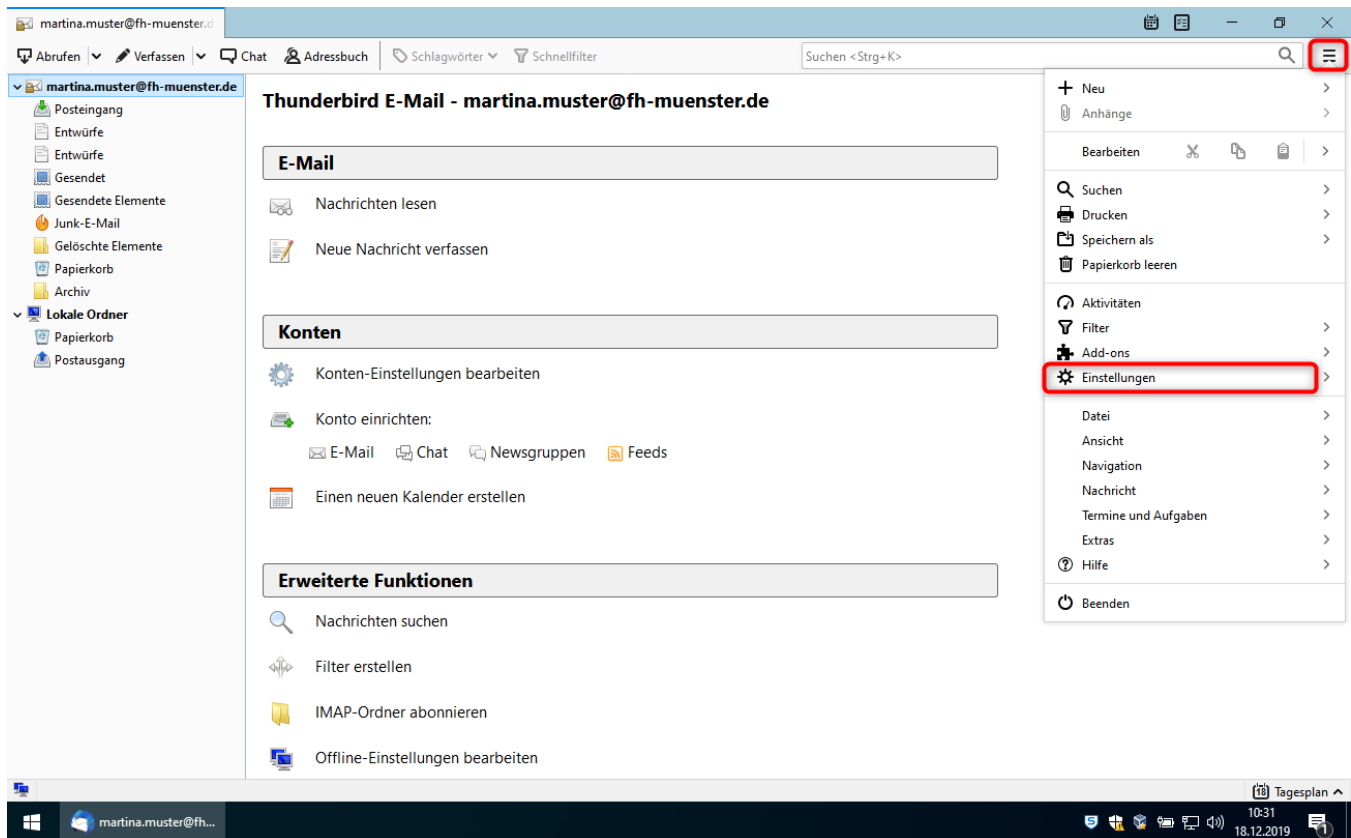 martina.muster@fh-muenster.d
Abrufen Verfassen Chat Adressbuch Schlagwörter Schnellfilter Suchen <Strg+K>
martina.muster@fh-muenster.de
Posteingang
Entwürfe
Entwürfe
Gesendet
Gesendete Elemente
Junk-E-Mail
Gelöschte Elemente
Papierkorb
Archiv
Lokale Ordner
Papierkorb
Postausgang
Thunderbird E-Mail - martina.muster@fh-muenster.de
E-Mail
Nachrichten lesen
Neue Nachricht verfassen
Konten
Konten-Einstellungen bearbeiten
Konto einrichten:
E-Mail Chat Newsgruppen Feeds
Einen neuen Kalender erstellen
Erweiterte Funktionen
Nachrichten suchen
Filter erstellen
IMAP-Ordner abonnieren
Offline-Einstellungen bearbeiten
Neu
Anhänge
Bearbeiten
Suchen
Drucken
Speichern als
Papierkorb leeren
Aktivitäten
Filter
Add-ons
Einstellungen
Datei
Ansicht
Navigation
Nachricht
Termine und Aufgaben
Extras
Hilfe
Beenden
18 Tagesplan
martina.muster@fh...
10:31
18.12.2019
1